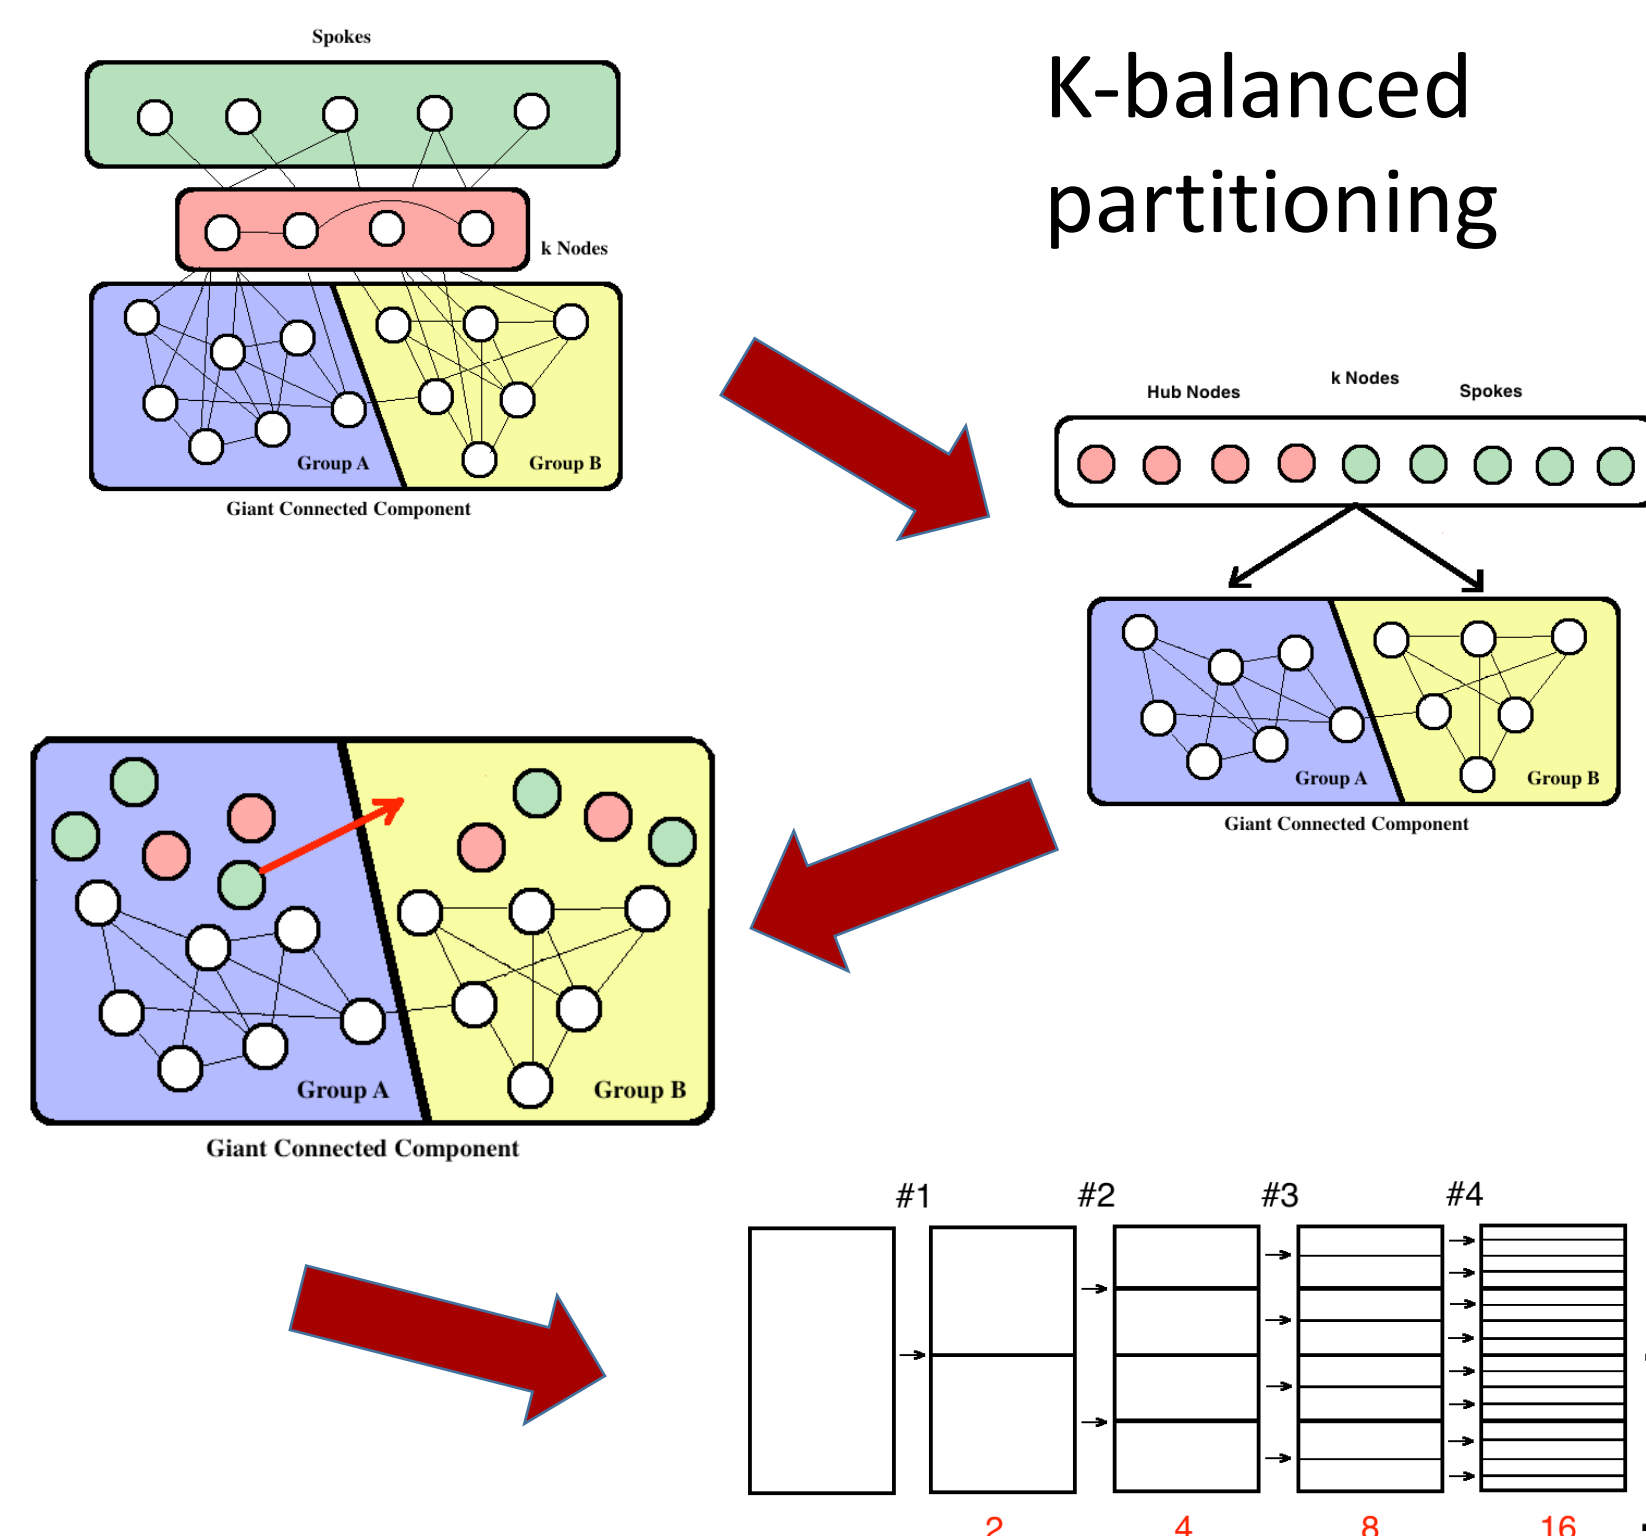 Spokes
K-balanced
partitioning
k Nodes
Group A
Group B
Giant Connected Component
Hub Nodes
k Nodes
Spokes
Group A
Group B
Giant Connected Component
Group A
Group B
Giant Connected Component
#1
#2
#3
#4
2
4
8
16